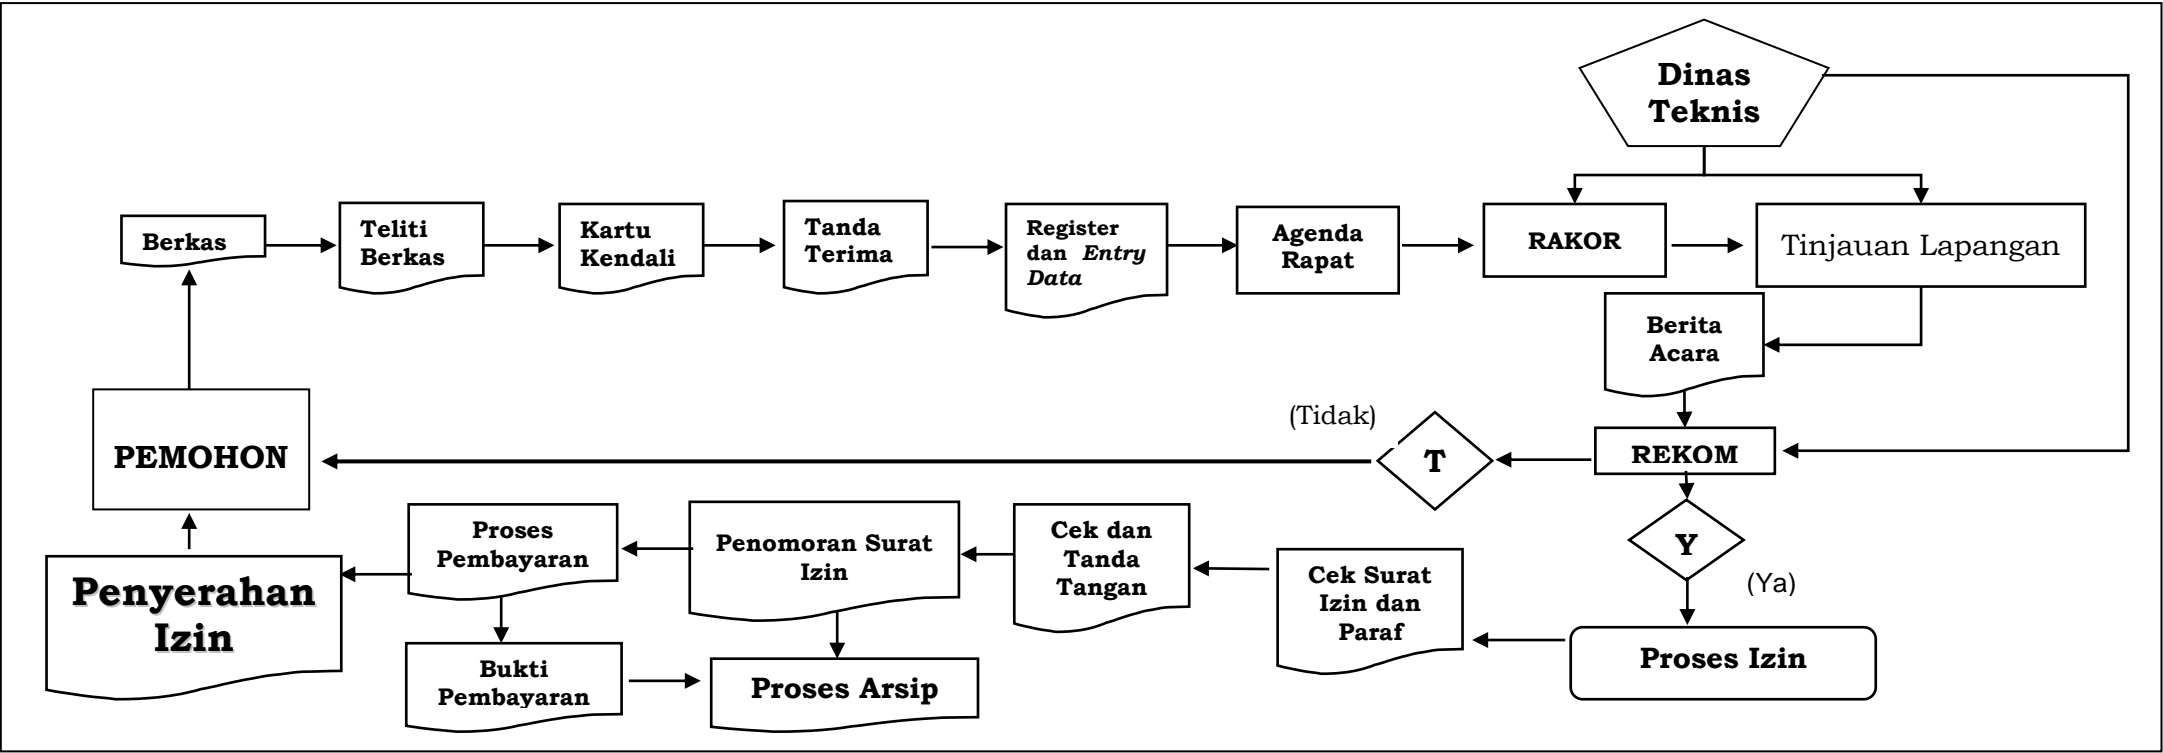 Dinas
Teknis
Berkas
Teliti
Berkas
Kartu
Kendali
Tanda
Terima
Register
dan Entry
Data
Agenda
Rapat
RAKOR
Tinjauan Lapangan
Berita
Acara
(Tidak)
PEMOHON
T
REKOM
Y
(Ya)
Proses Izin
Cek Surat
Izin dan
Paraf
Cek dan
Tanda
Tangan
Penomoran Surat
Izin
Proses
Pembayaran
Penyerahan
Izin
Bukti
Pembayaran
Proses Arsip